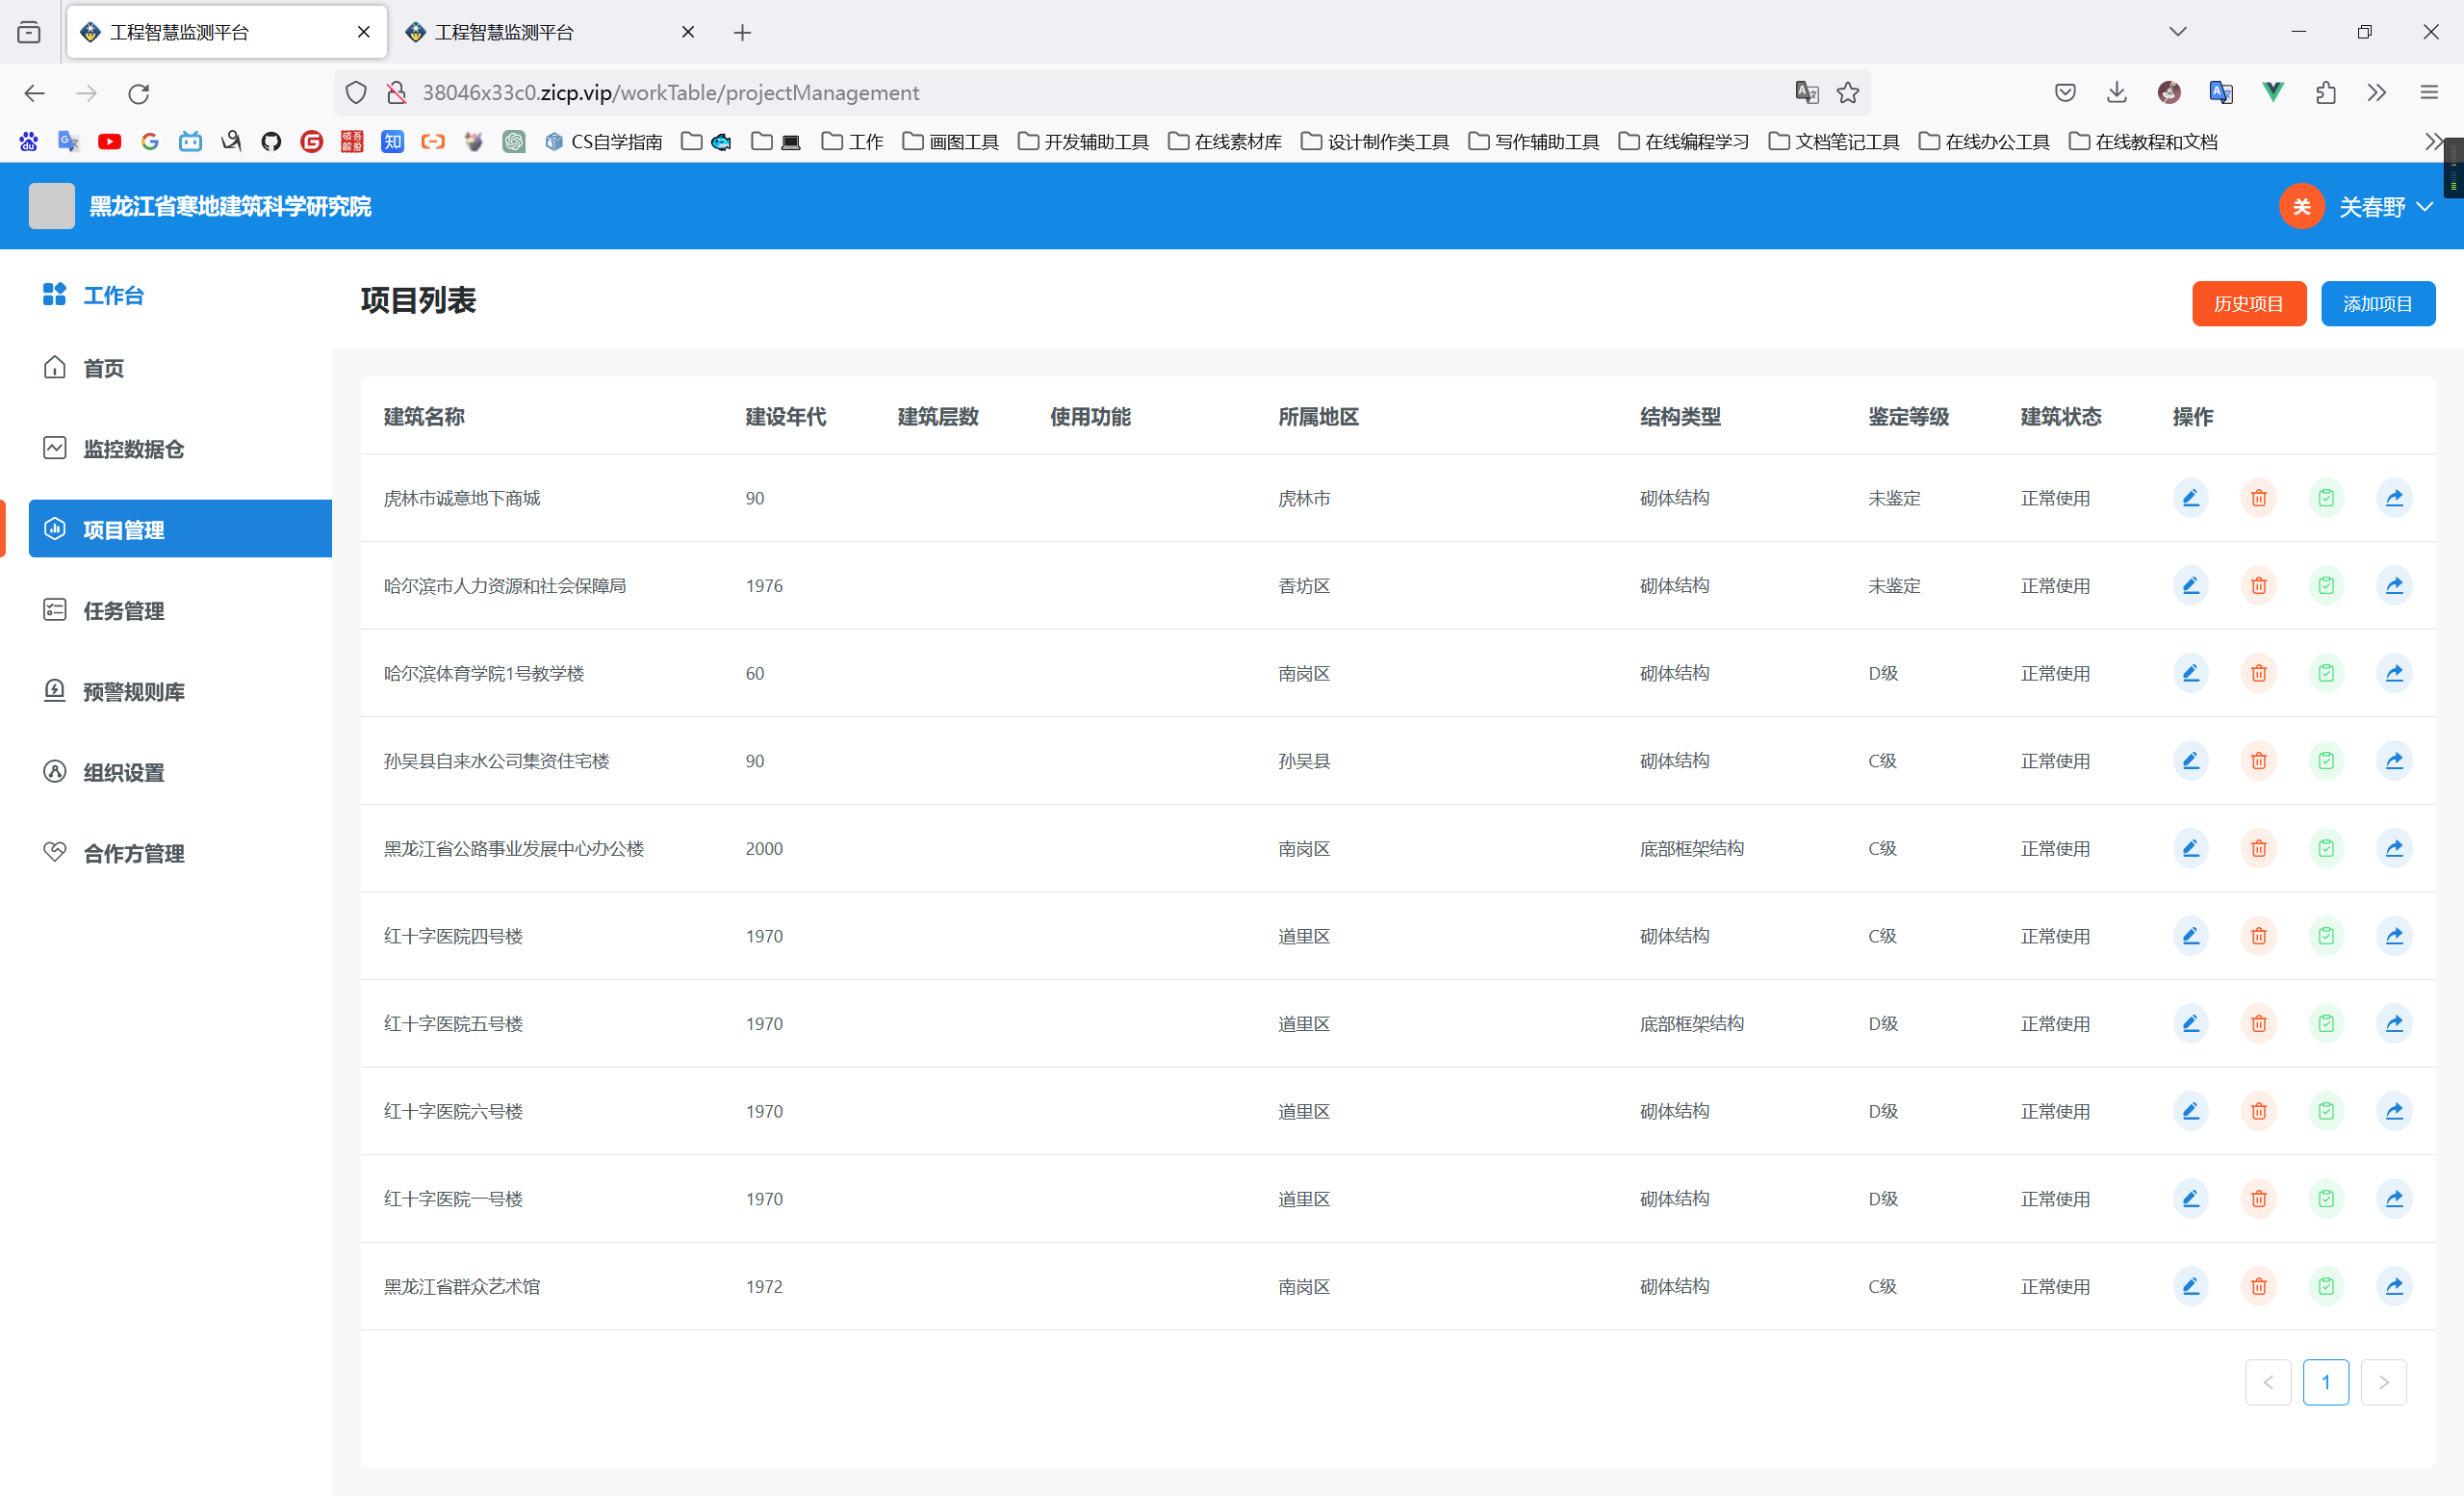 工程智慧监测平台
工程智慧监测平台
38046x33c0.zicp.vip/workTable/projectManagement
CS自学指南 工作 画图工具 开发辅助工具 在线素材库 设计制作类工具 写作辅助工具 在线编程学习 文档笔记工具 在线办公工具 在线教程和文档
黑龙江省寒地建筑科学研究院
关 关春野
工作台
首页
监控数据仓
项目管理
任务管理
预警规则库
组织设置
合作方管理
项目列表
历史项目 添加项目
建筑名称 建设年代 建筑层数 使用功能 所属地区 结构类型 鉴定等级 建筑状态 操作
虎林市诚意地下商城 90 虎林市 砌体结构 未鉴定 正常使用
哈尔滨市人力资源和社会保障局 1976 香坊区 砌体结构 未鉴定 正常使用
哈尔滨体育学院1号教学楼 60 南岗区 砌体结构 D级 正常使用
孙吴县自来水公司集资住宅楼 90 孙吴县 砌体结构 C级 正常使用
黑龙江省公路事业发展中心办公楼 2000 南岗区 底部框架结构 C级 正常使用
红十字医院四号楼 1970 道里区 砌体结构 C级 正常使用
红十字医院五号楼 1970 道里区 底部框架结构 D级 正常使用
红十字医院六号楼 1970 道里区 砌体结构 D级 正常使用
红十字医院一号楼 1970 道里区 砌体结构 D级 正常使用
黑龙江省群众艺术馆 1972 南岗区 砌体结构 C级 正常使用
1